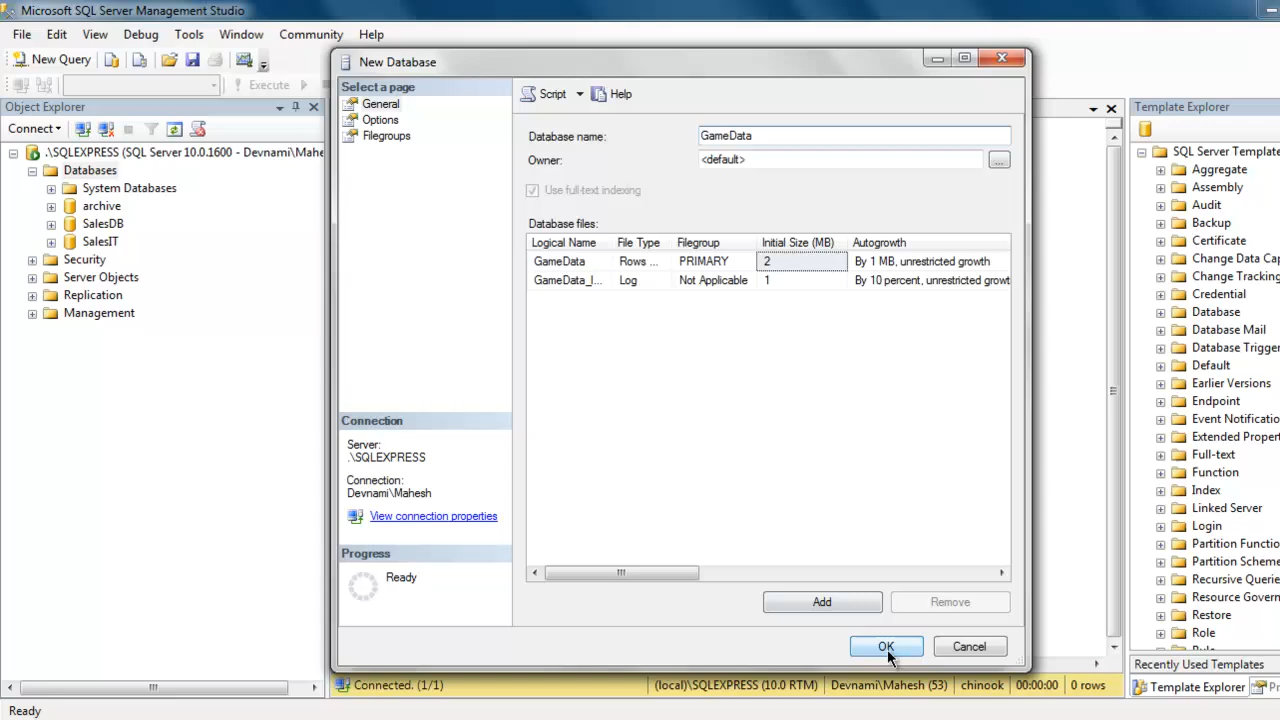 Microsoft SQL Server Management Studio
File Edit View Debug Tools Window Community Help
New Query
Execute
Object Explorer
Connect
.\SQLEXPRESS (SQL Server 10.0.1600 - Devnami\Mahe
Databases
System Databases
archive
SalesDB
SalesIT
Security
Server Objects
Replication
Management
New Database
Select a page
General
Options
Filegroups
Script Help
Database name: GameData
Owner: <default>
...
Use full-text indexing
Database files:
Logical Name File Type Filegroup Initial Size (MB) Autogrowth
GameData Rows ... PRIMARY 2 By 1 MB, unrestricted growth
GameData_l... Log Not Applicable 1 By 10 percent, unrestricted growt
Connection
Server:
.\SQLEXPRESS
Connection:
Devnami\Mahesh
View connection properties
Progress
Ready
Add Remove
OK Cancel
Template Explorer
SQL Server Template
Aggregate
Assembly
Audit
Backup
Certificate
Change Data Cap
Change Tracking
Credential
Database
Database Mail
Database Trigger
Default
Earlier Versions
Endpoint
Event Notificatio
Extended Proper
Full-text
Function
Index
Linked Server
Login
Partition Functio
Partition Scheme
Recursive Querie
Resource Govern
Restore
Role
Recently Used Templates
Template Explorer
Connected. (1/1) (local)\SQLEXPRESS (10.0 RTM) Devnami\Mahesh (53) chinook 00:00:00 0 rows
Ready